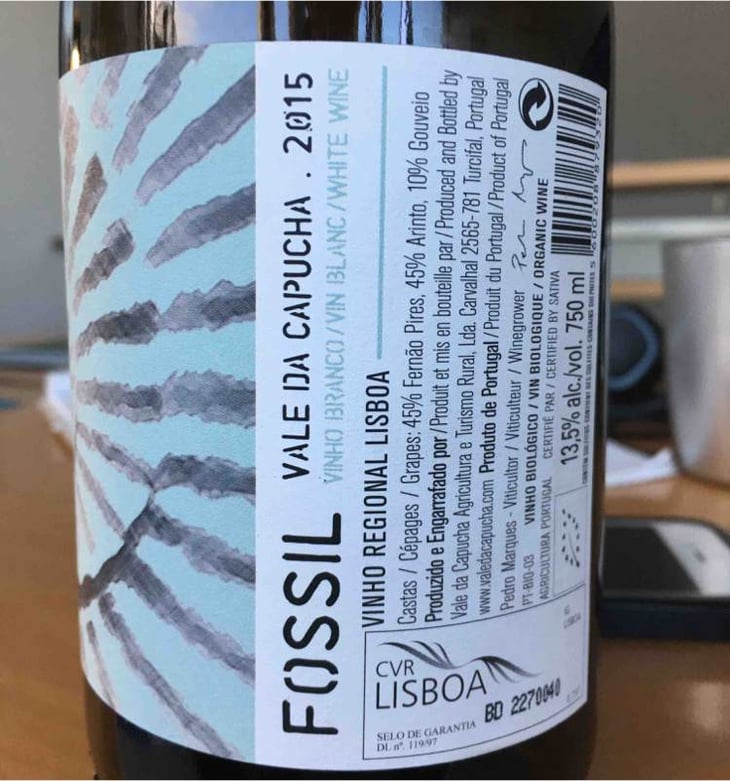 FOSSIL VALE DA CAPUCHA . 2015
VINHO BRANCO/VIN BLANC/WHITE WINE
VINHO REGIONAL LISBOA
Castas / Cépages / Grapes: 45% Fernão Pires, 45% Arinto, 10% Gouveio
Produzido e Engarrafado por / Produit et mis en bouteille par / Produced and Bottled by
Vale da Capucha Agricultura e Turismo Rural, Lda. Carvalhal 2565-781 Turcifal, Portugal
www.valedacapucha.com Produto de Portugal / Produit du Portugal / Product of Portugal
Pedro Marques - Viticultor / Viticulteur / Winegrower
PT-BIO-03 VINHO BIOLÓGICO / VIN BIOLOGIQUE / ORGANIC WINE
AGRICULTURA PORTUGAL CERTIFIÉ PAR / CERTIFIED BY SATIVA
13,5% alc./vol. 750 ml
CVR
LISBOA
SELO DE GARANTIA
DL nº. 119/97
BD 2270040